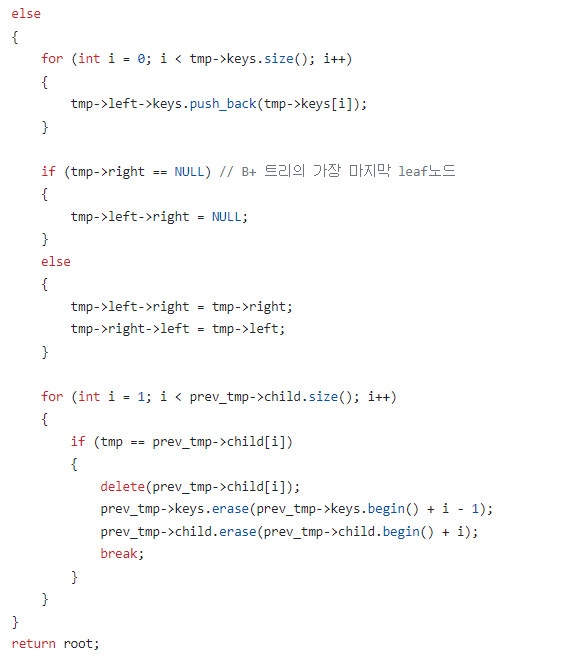 else
{
    for (int i = 0; i < tmp->keys.size(); i++)
    {
        tmp->left->keys.push_back(tmp->keys[i]);
    }

    if (tmp->right == NULL) // B+ 트리의 가장 마지막 leaf노드
    {
        tmp->left->right = NULL;
    }
    else
    {
        tmp->left->right = tmp->right;
        tmp->right->left = tmp->left;
    }

    for (int i = 1; i < prev_tmp->child.size(); i++)
    {
        if (tmp == prev_tmp->child[i])
        {
            delete(prev_tmp->child[i]);
            prev_tmp->keys.erase(prev_tmp->keys.begin() + i - 1);
            prev_tmp->child.erase(prev_tmp->child.begin() + i);
            break;
        }
    }
}
return root;